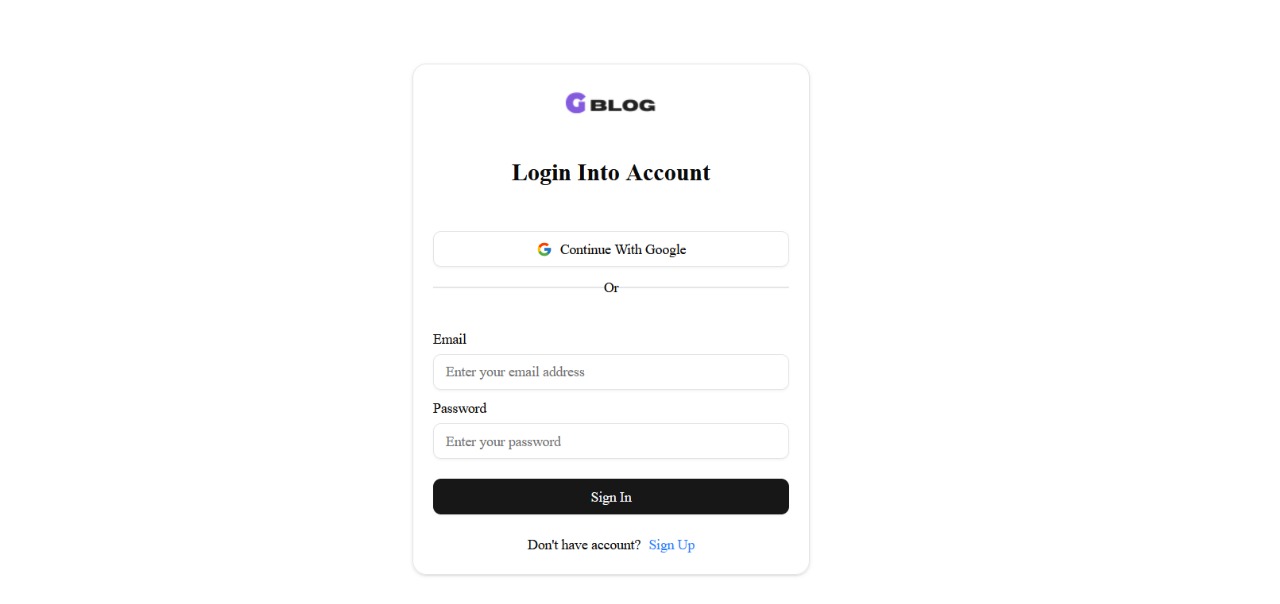 G BLOG
Login Into Account
Continue With Google
Or
Email
Enter your email address
Password
Enter your password
Sign In
Don't have account? Sign Up